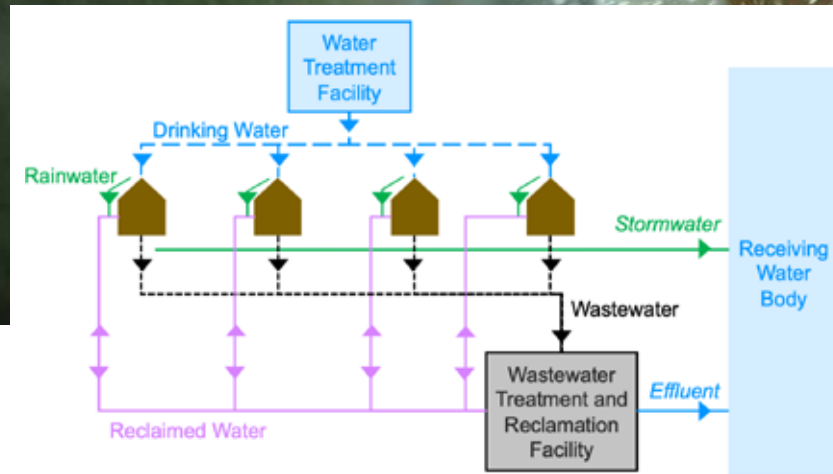 Water
Treatment
Facility
Drinking Water
Rainwater
Stormwater
Receiving
Water
Body
Wastewater
Wastewater
Treatment and
Reclamation
Facility
Effluent
Reclaimed Water